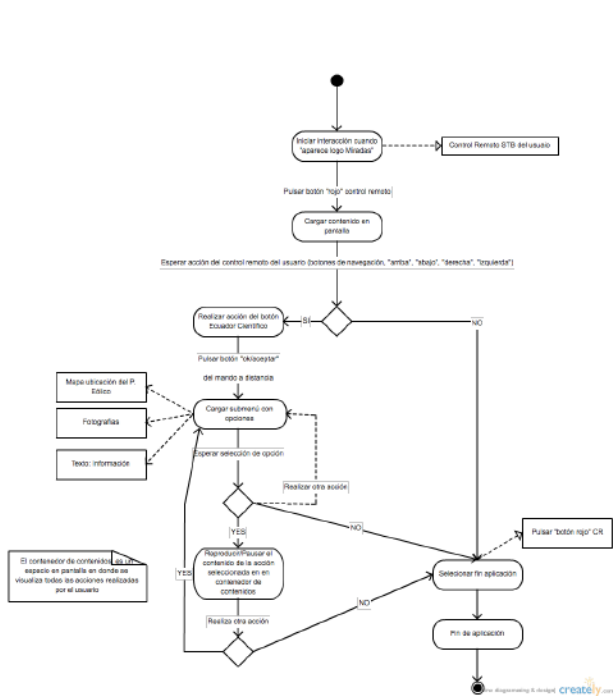 Iniciar interacción cuando
"aparece logo Miradas"
Control Remoto STB del usuaio
Pulsar botón "rojo" control remoto
Cargar contenido en
pantalla
Esperar acción del control remoto del usuario (botones de navegación, "arriba", "abajo", "derecha", "izquierda")
Realizar acción del botón
Ecuador Científico
SI
NO
Pulsar botón "ok/aceptar"
del mando a distancia
Mapa ubicación del P.
Eólico
Cargar submenú con
opciones
Fotografías
Esperar selección de opción
Texto: Información
Realizar otra acción
YES
NO
Pulsar "botón rojo" CR
Reproducir/Pausar el
contenido de la acción
seleccionada en en
contenedor de
contenidos
El contenedor de contenidos, es un
espacio en pantalla en donde se
visualiza todas las acciones realizadas
por el usuario
YES
Selecionar fin aplicación
NO
Realiza otra acción
Fin de aplicación
diagramming & design] creately.com